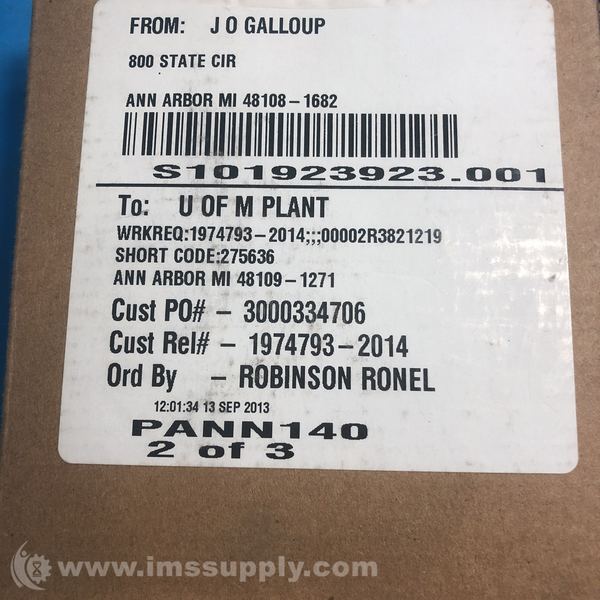 FROM: J O GALLOUP
800 STATE CIR
ANN ARBOR MI 48108-1682
S101923923.001
To: U OF M PLANT
WRKREQ:1974793-2014;;;00002R3821219
SHORT CODE:275636
ANN ARBOR MI 48109-1271
Cust PO# - 3000334706
Cust Rel# - 1974793-2014
Ord By - ROBINSON RONEL
12:01:34 13 SEP 2013
PANN140
2 of 3
www.imssupply.com